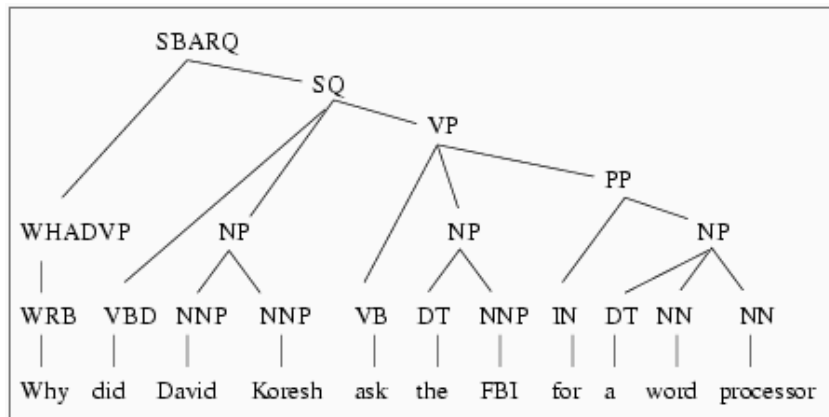 SBARQ
SQ
VP
PP
WHADVP NP NP NP
WRB VBD NNP NNP VB DT NNP IN DT NN NN
Why did David Koresh ask the FBI for a word processor